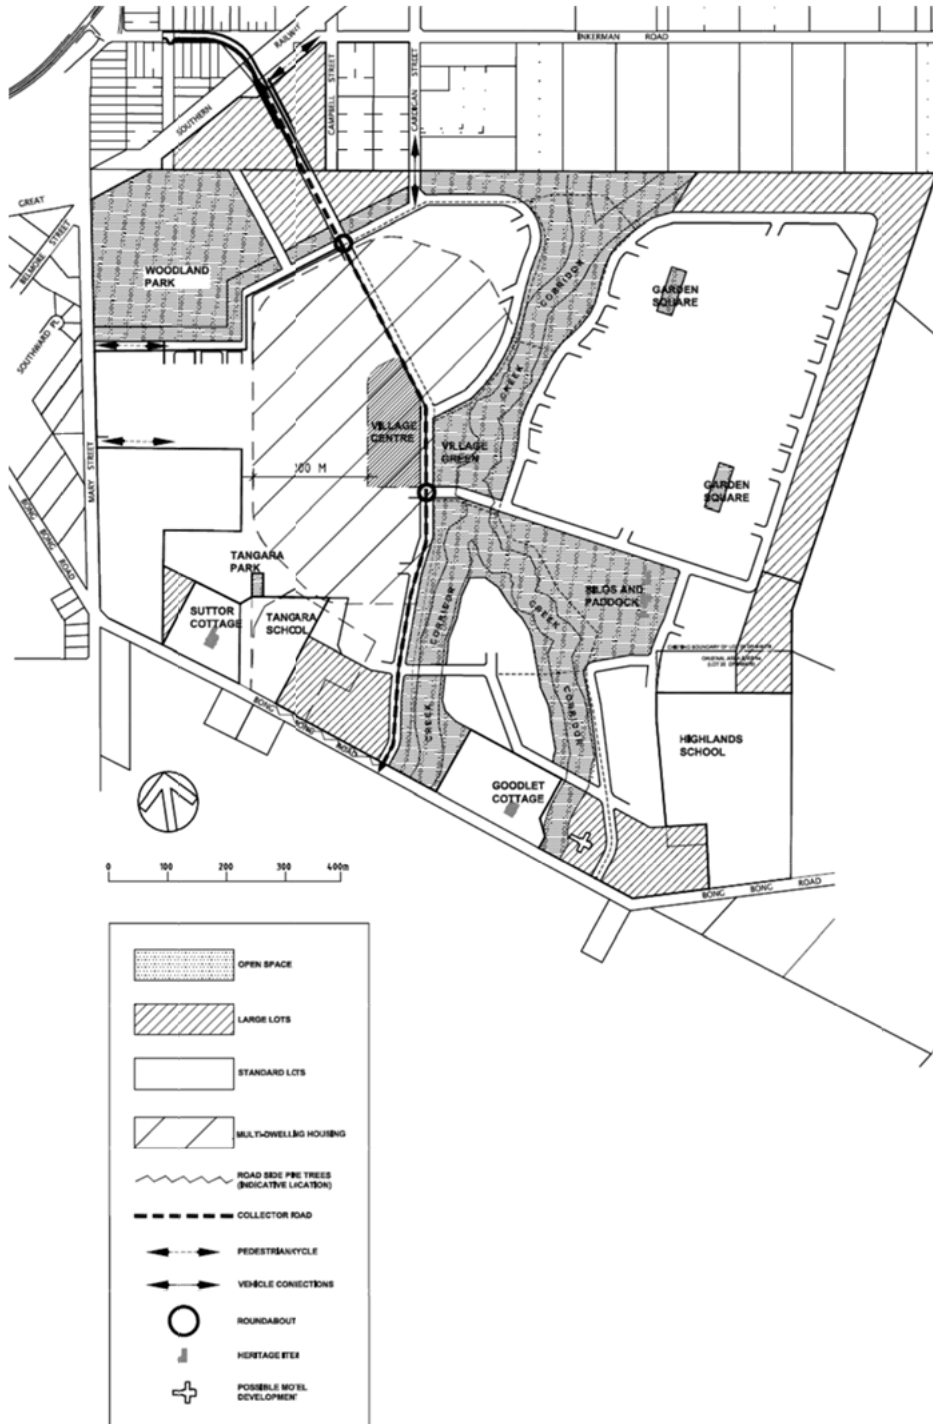 INKERMAN ROAD
RAILWAY
SOUTHERN
CAMPBELL STREET
CARDIGAN STREET
GREAT
BELMORE STREET
SOUTHWARD PL
WOODLAND
PARK
CORRIDOR
CREEK
GARDEN
SQUARE
VILLAGE
CENTRE
VILLAGE
GREEN
MARY STREET
100 M
GARDEN
SQUARE
BONG BONG ROAD
TANGARA
PARK
SUTTOR
COTTAGE
TANGARA
SCHOOL
CORRIDOR
CREEK
SILOS AND
PADDOCK
CREEK
CORRIDOR
BONG BONG ROAD
HIGHLANDS
SCHOOL
GOODLET
COTTAGE
BONG BONG ROAD
0 100 200 300 400m
OPEN SPACE
LARGE LOTS
STANDARD LOTS
MULTI-DWELLING HOUSING
ROAD SIDE PINE TREES
(INDICATIVE LOCATION)
COLLECTOR ROAD
PEDESTRIAN/CYCLE
VEHICLE CONNECTIONS
ROUNDABOUT
HERITAGE ITEM
POSSIBLE MOTEL
DEVELOPMENT